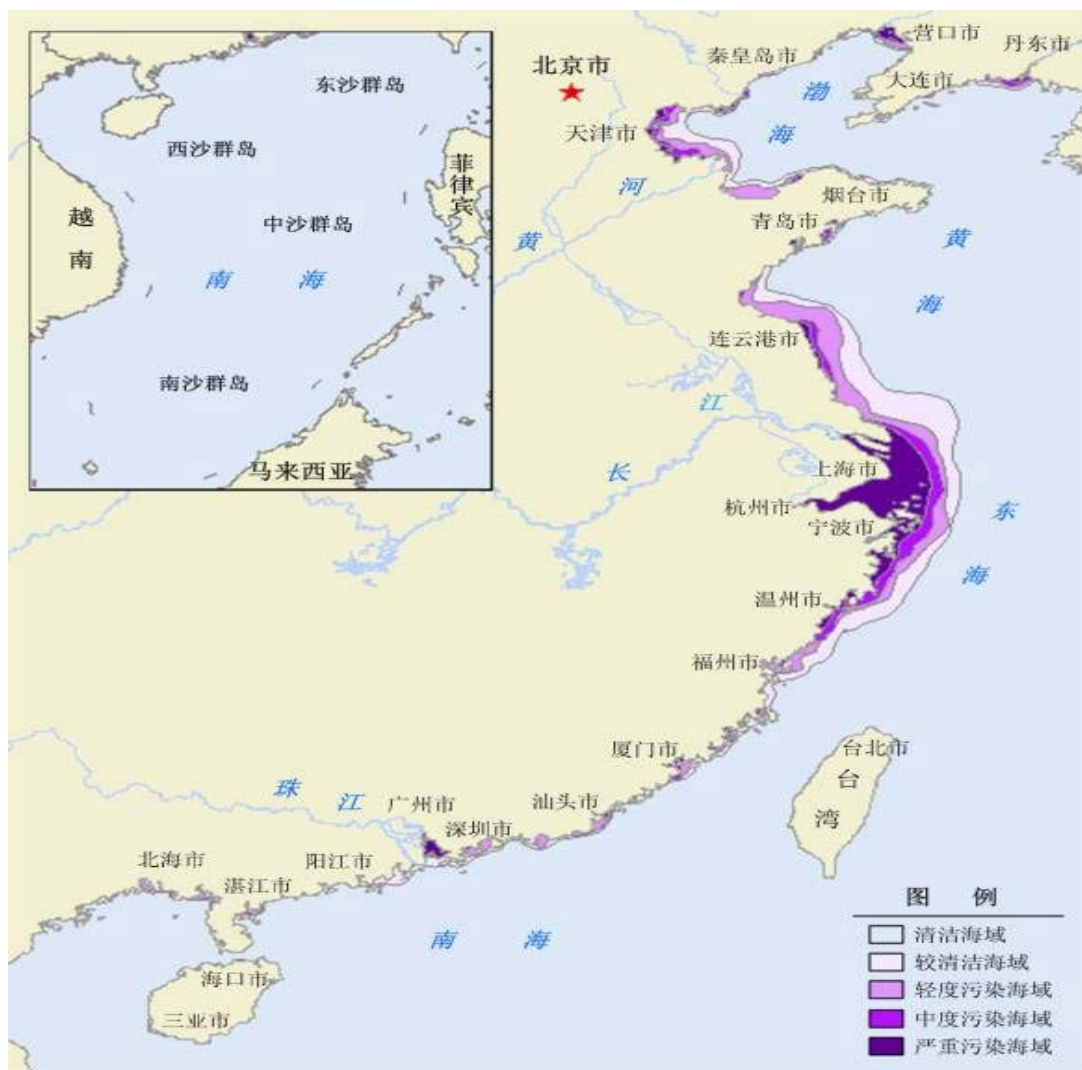 东沙群岛
西沙群岛
菲律宾
越南
中沙群岛
南海
南沙群岛
马来西亚
北京市
秦皇岛市
营口市
丹东市
大连市
渤海
天津市
河
烟台市
青岛市
黄
黄海
连云港市
江
上海市
长
杭州市
宁波市
东海
温州市
福州市
厦门市
台北市
台湾
珠江
广州市
汕头市
深圳市
北海市
阳江市
湛江市
南海
海口市
三亚市
图例
清洁海域
较清洁海域
轻度污染海域
中度污染海域
严重污染海域